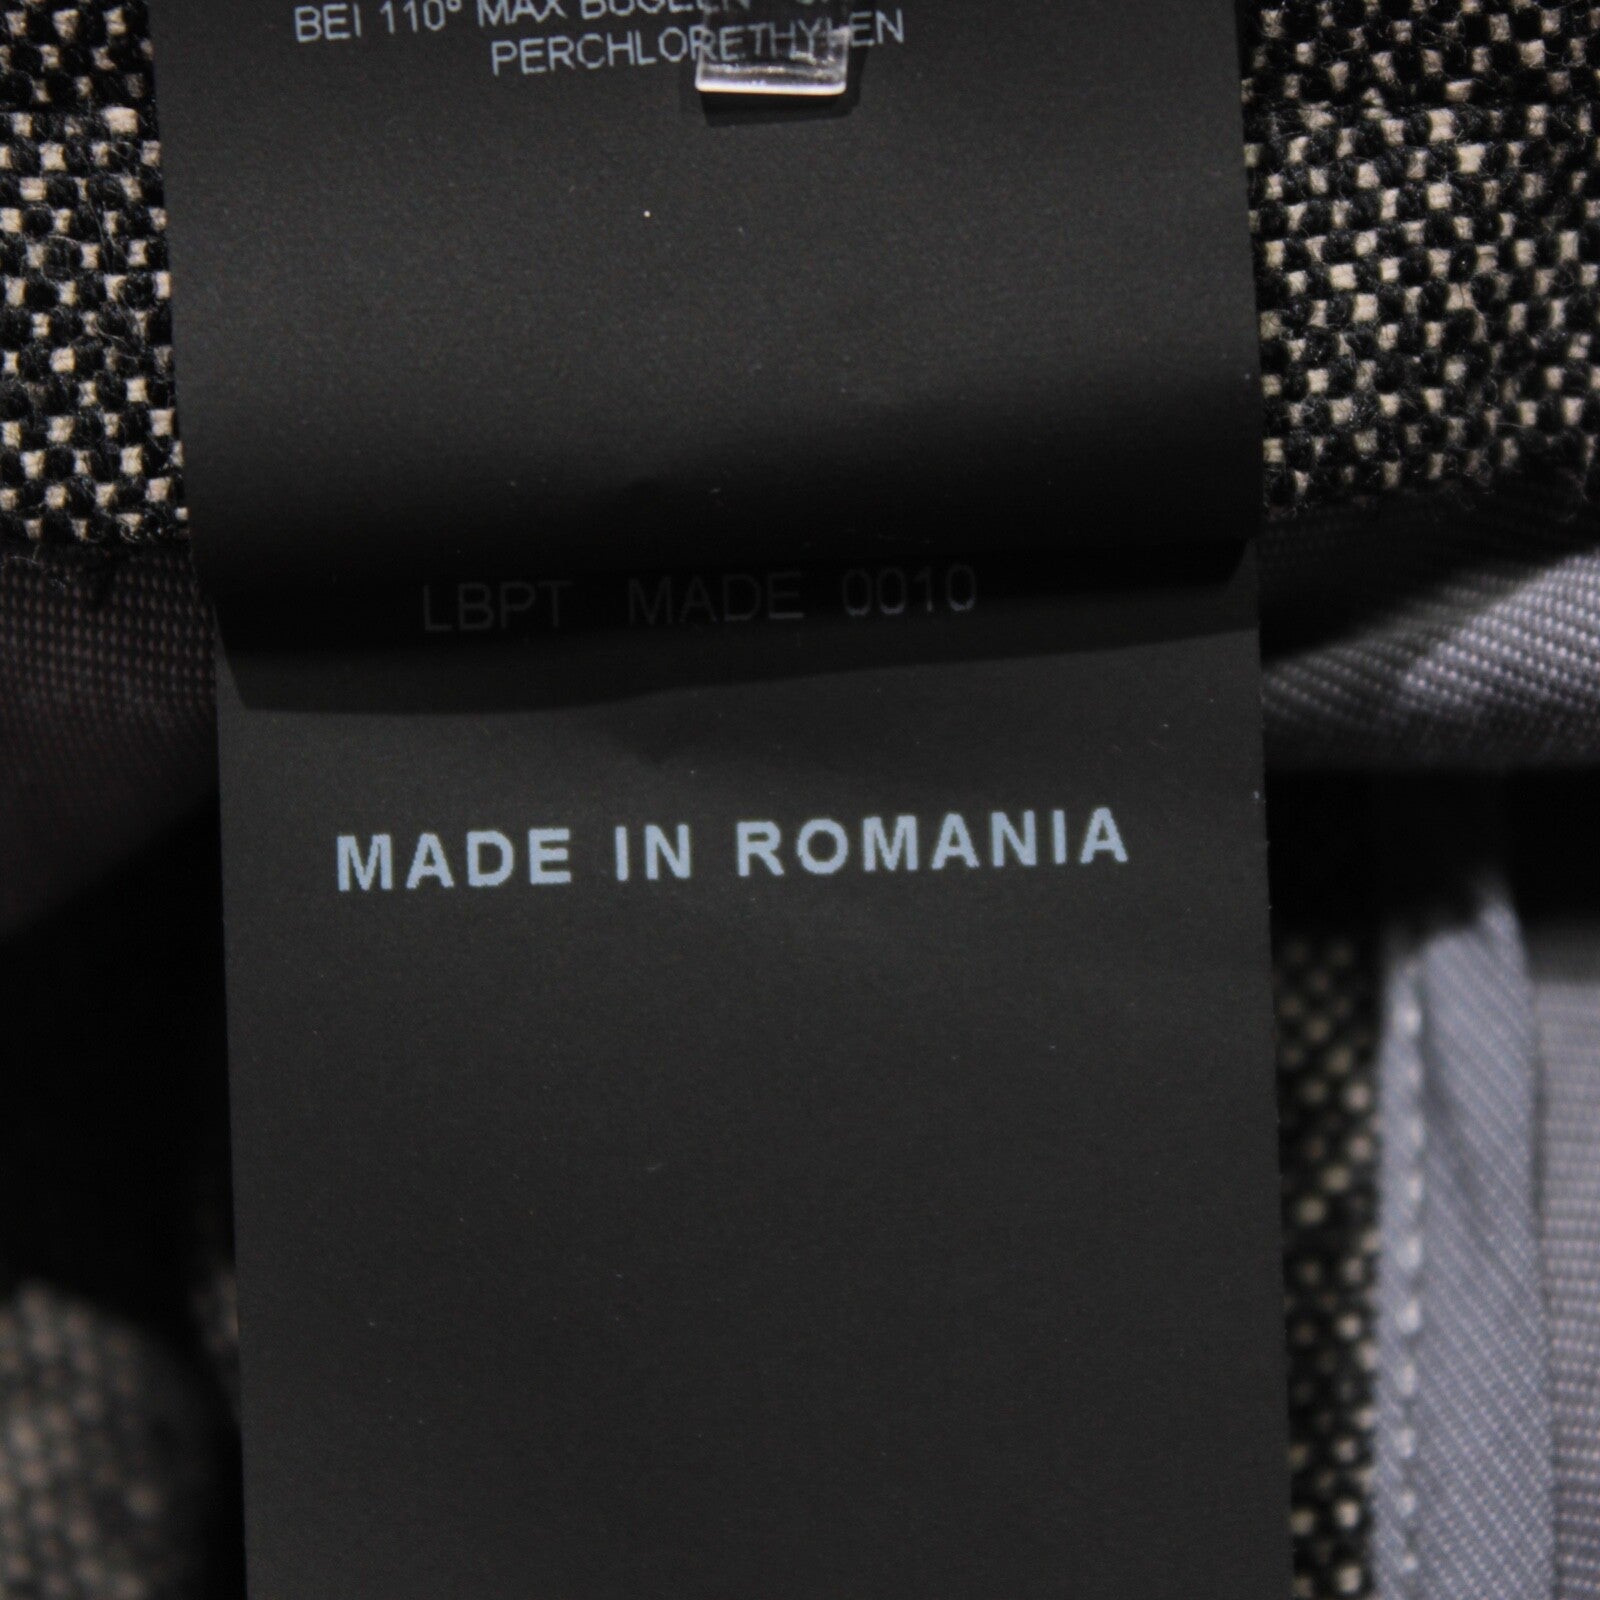 BEI 110° MAX BÜGELN
PERCHLORETHYLEN
LBPT MADE 0010
MADE IN ROMANIA